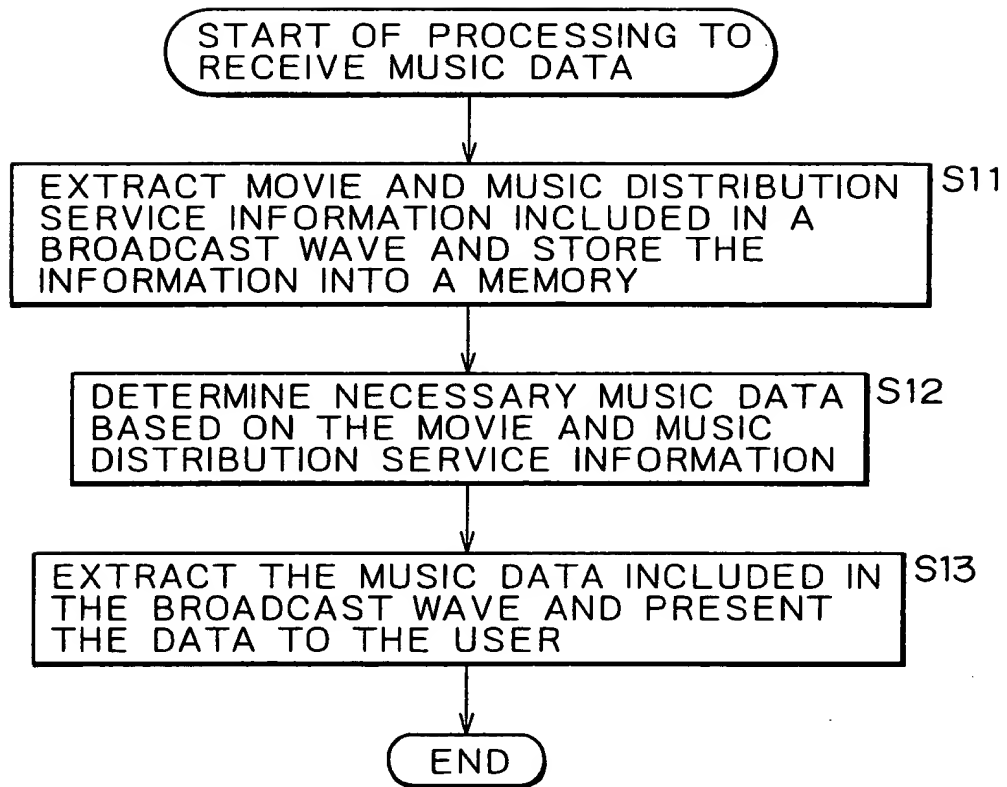 START OF PROCESSING TO
RECEIVE MUSIC DATA
EXTRACT MOVIE AND MUSIC DISTRIBUTION
SERVICE INFORMATION INCLUDED IN A
BROADCAST WAVE AND STORE THE
INFORMATION INTO A MEMORY
S11
DETERMINE NECESSARY MUSIC DATA
BASED ON THE MOVIE AND MUSIC
DISTRIBUTION SERVICE INFORMATION
S12
EXTRACT THE MUSIC DATA INCLUDED IN
THE BROADCAST WAVE AND PRESENT
THE DATA TO THE USER
S13
END